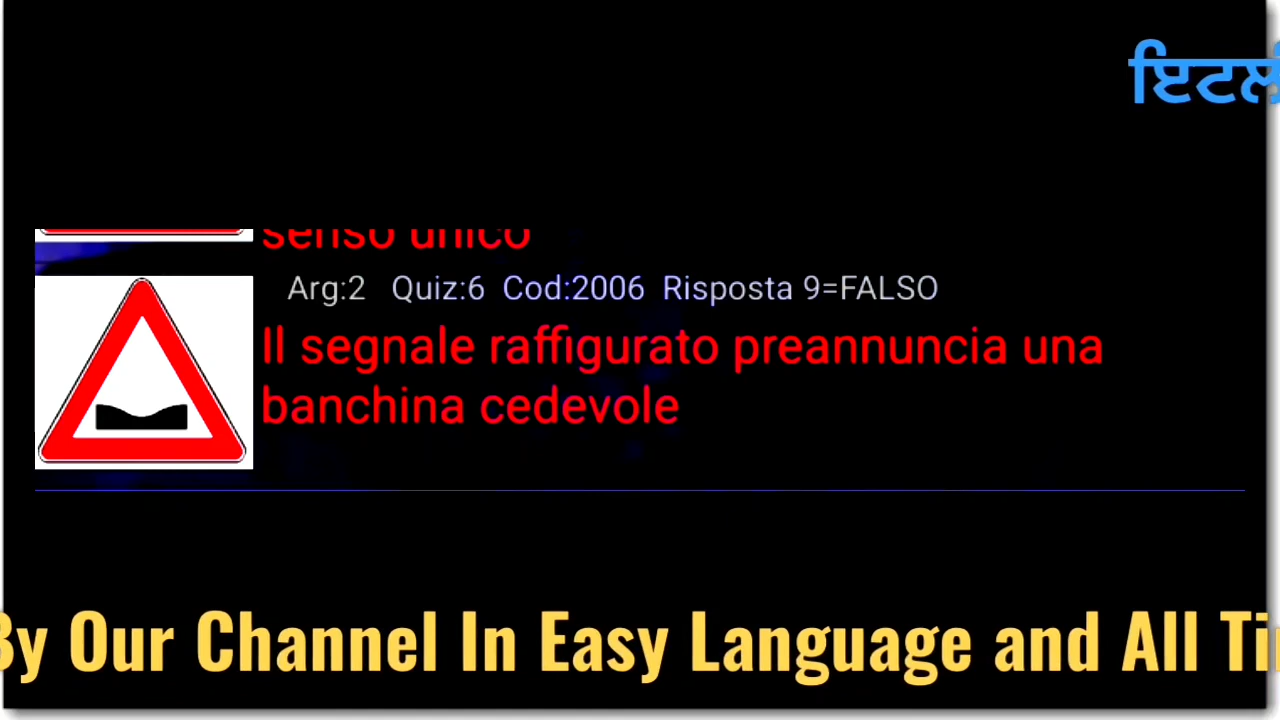 ਇਟਲੀ
senso unico
Arg:2 Quiz:6 Cod:2006 Risposta 9=FALSO
Il segnale raffigurato preannuncia una
banchina cedevole
By Our Channel In Easy Language and All